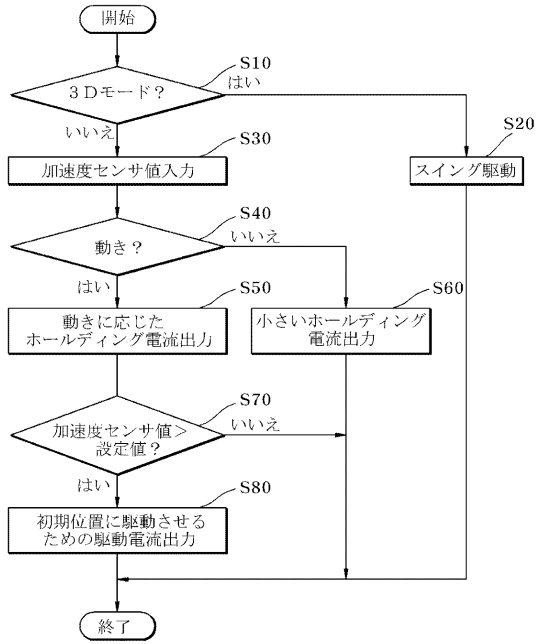 開始
S10
3Dモード?
はい
いいえ
S20
S30
加速度センサ値入力
スイング駆動
S40
動き?
いいえ
はい
S50
S60
動きに応じた
ホールディング電流出力
小さいホールディング
電流出力
S70
加速度センサ値>
設定値?
いいえ
はい
S80
初期位置に駆動させる
ための駆動電流出力
終了